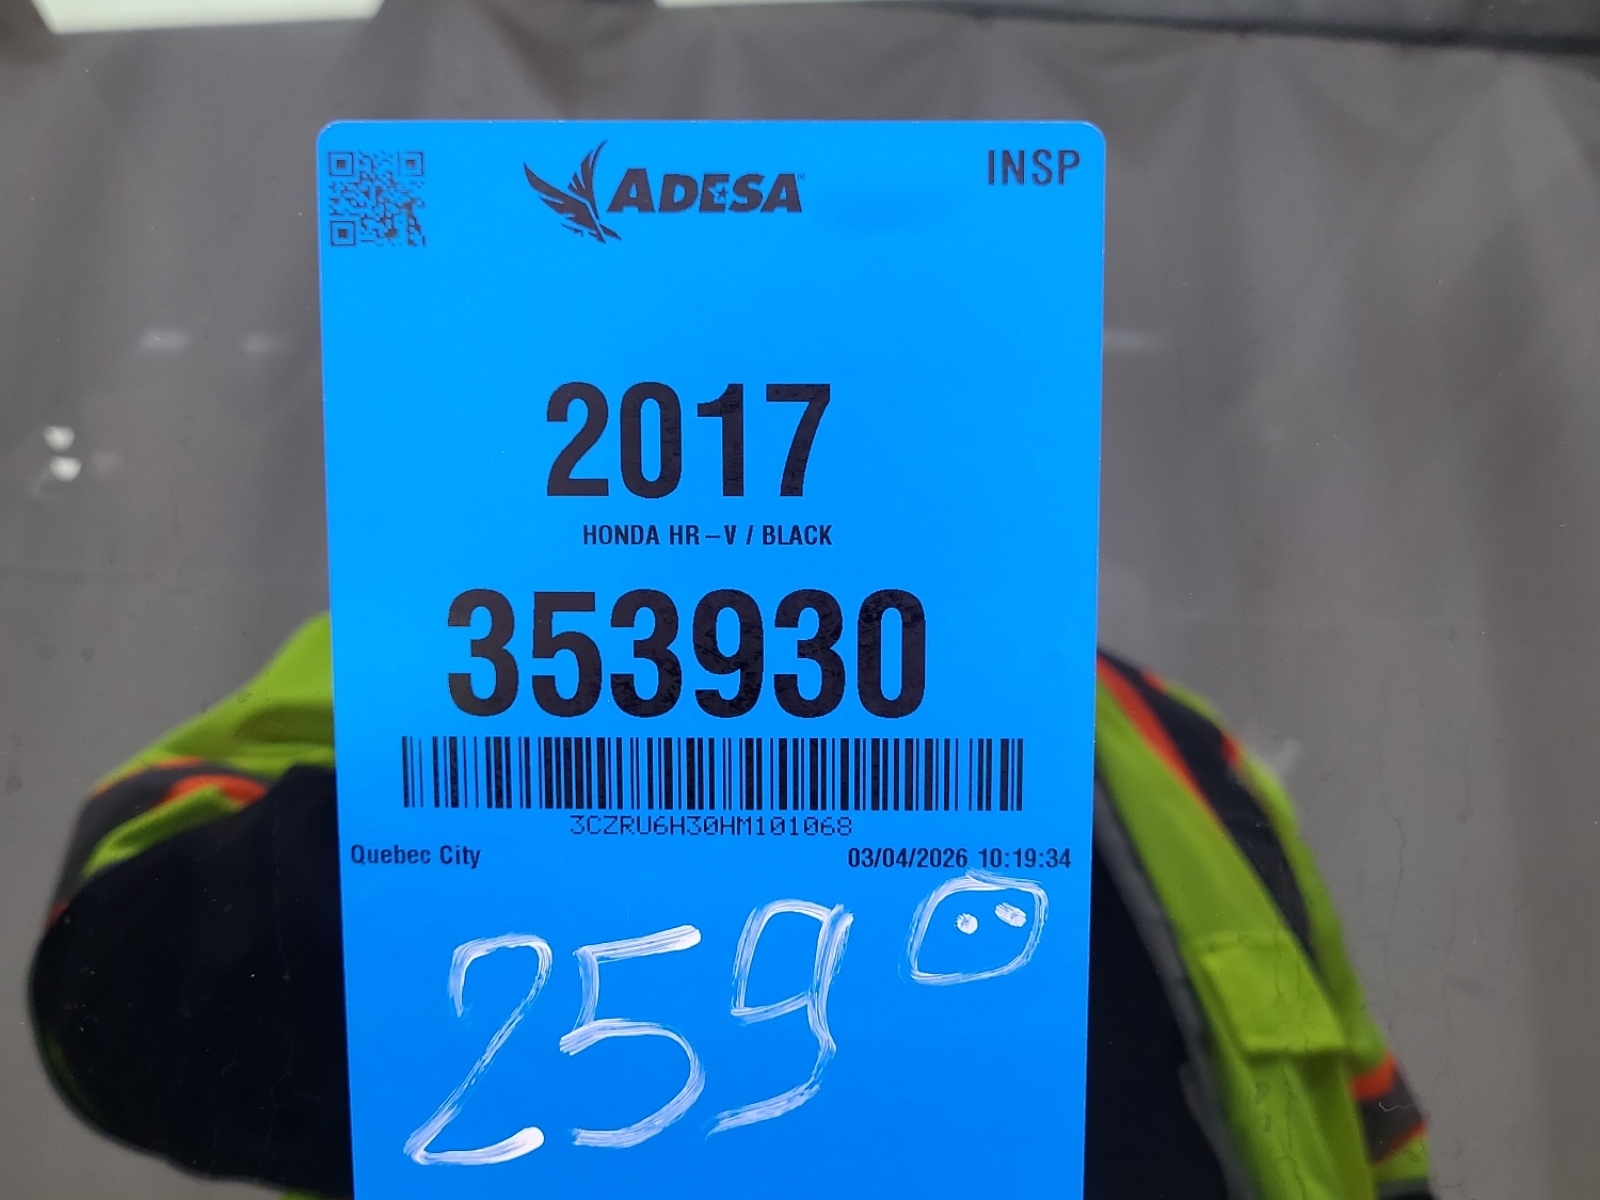 ADESA
INSP
2017
HONDA HR-V / BLACK
353930
3CZRU6H30HM101068
Quebec City 03/04/2026 10:19:34
259